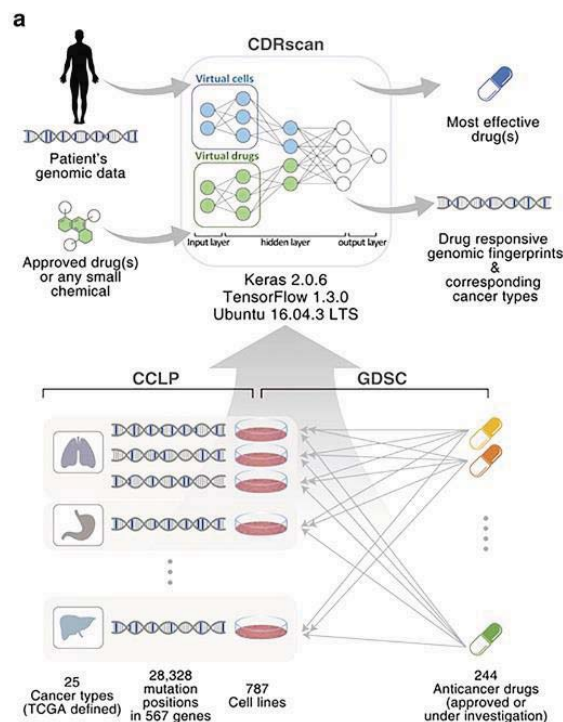 a
CDRscan
Virtual cells
Virtual drugs
Input layer
hidden layer
output layer
Patient's
genomic data
Approved drug(s)
or any small
chemical
Most effective
drug(s)
Drug responsive
genomic fingerprints
&
corresponding
cancer types
Keras 2.0.6
TensorFlow 1.3.0
Ubuntu 16.04.3 LTS
CCLP
GDSC
25
Cancer types
(TCGA defined)
28,328
mutation
positions
in 567 genes
787
Cell lines
244
Anticancer drugs
(approved or
under investigation)